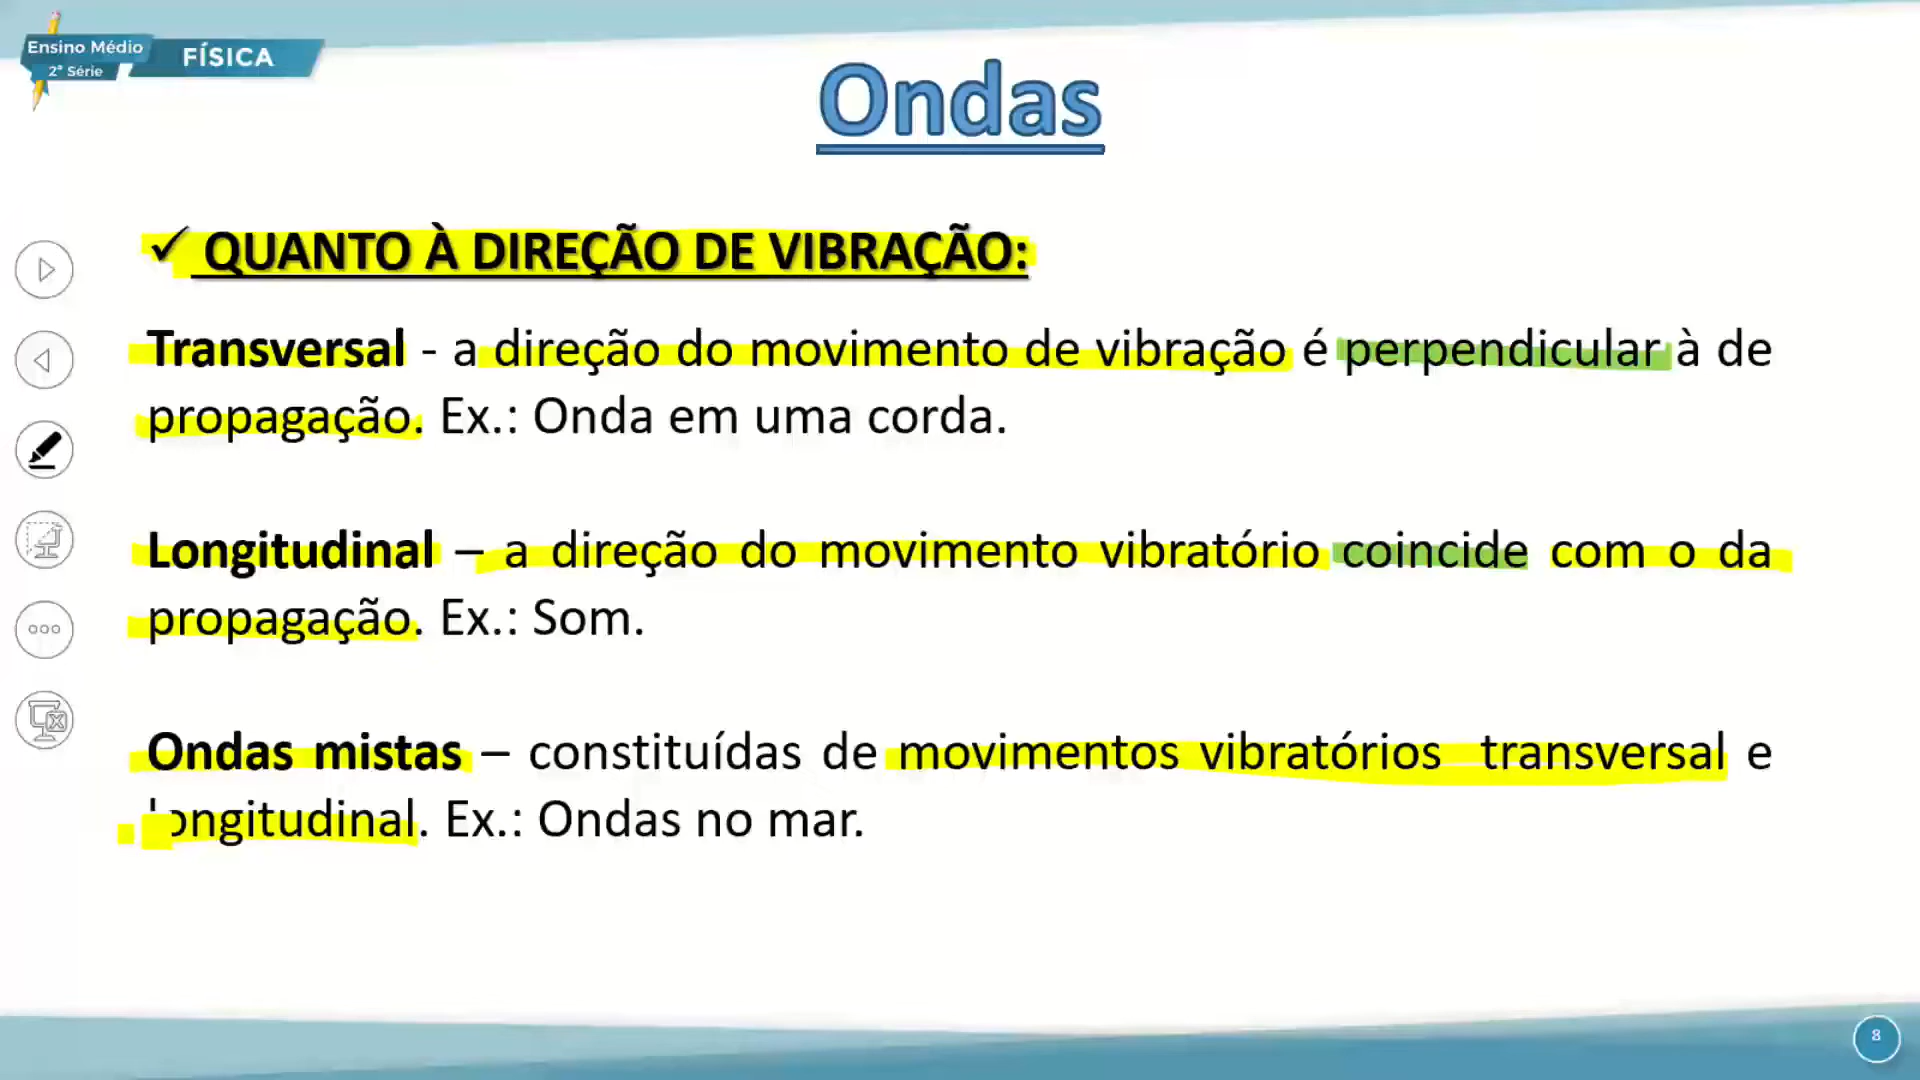 Ensino Médio
2ª Série
FÍSICA
Ondas
✓ QUANTO À DIREÇÃO DE VIBRAÇÃO:
Transversal - a direção do movimento de vibração é perpendicular à de
propagação. Ex.: Onda em uma corda.
Longitudinal – a direção do movimento vibratório coincide com o da
propagação. Ex.: Som.
Ondas mistas – constituídas de movimentos vibratórios transversal e
longitudinal. Ex.: Ondas no mar.
8